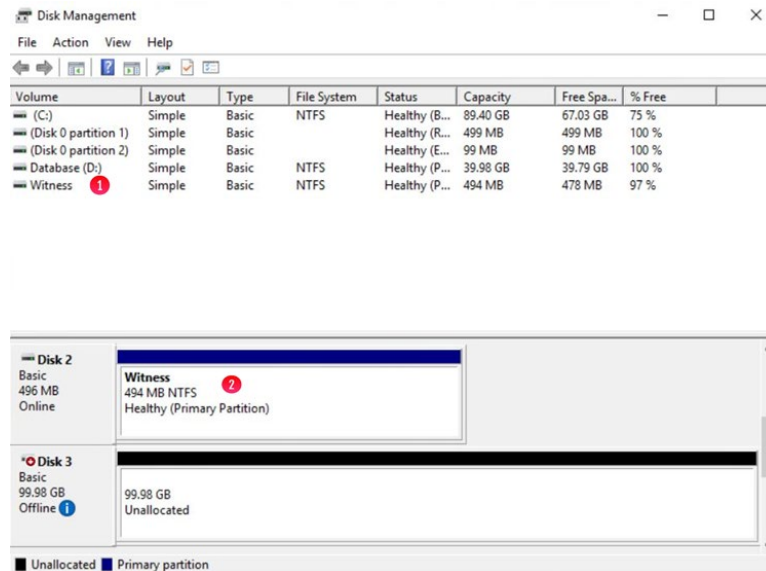 Disk Management
File Action View Help
Volume Layout Type File System Status Capacity Free Spa... % Free
(C:) Simple Basic NTFS Healthy (B... 89.40 GB 67.03 GB 75 %
(Disk 0 partition 1) Simple Basic Healthy (R... 499 MB 499 MB 100 %
(Disk 0 partition 2) Simple Basic Healthy (E... 99 MB 99 MB 100 %
Database (D:) Simple Basic NTFS Healthy (P... 39.98 GB 39.79 GB 100 %
Witness 1 Simple Basic NTFS Healthy (P... 494 MB 478 MB 97 %
Disk 2
Basic
496 MB
Online
Witness 2
494 MB NTFS
Healthy (Primary Partition)
Disk 3
Basic
99.98 GB
Offline i
99.98 GB
Unallocated
Unallocated Primary partition